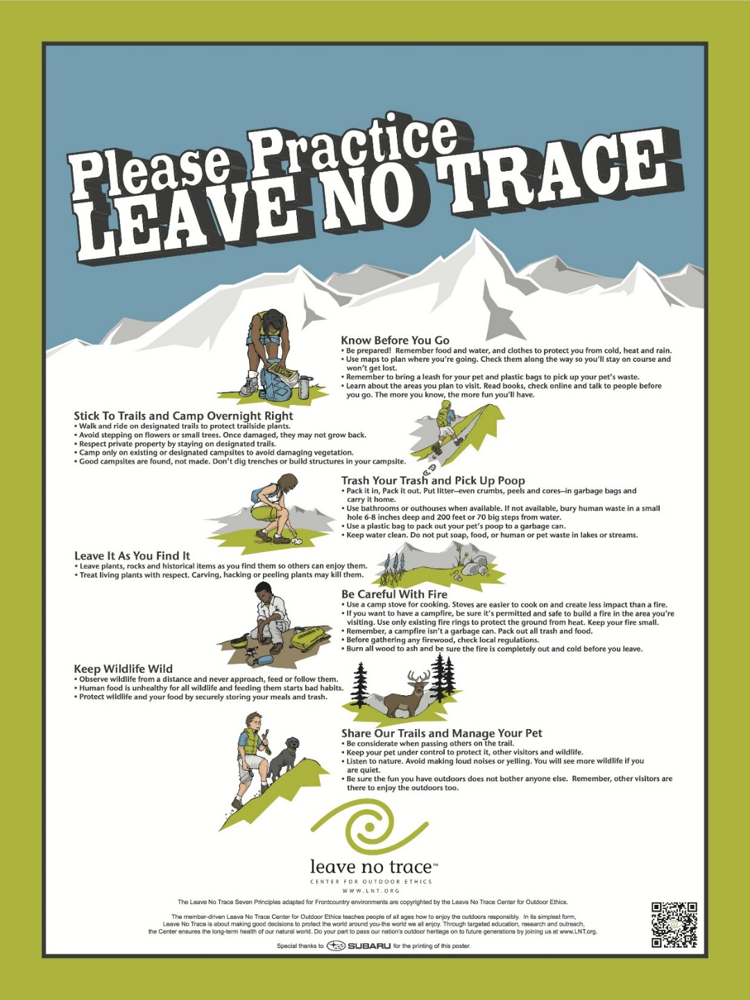 Please Practice
LEAVE NO TRACE
Know Before You Go
• Be prepared!  Remember food and water, and clothes to protect you from cold, heat and rain.
• Use maps to plan where you're going. Check them along the way so you'll stay on course and
won't get lost.
• Remember to bring a leash for your pet and plastic bags to pick up your pet's waste.
• Learn about the areas you plan to visit. Read books, check online and talk to people before
you go. The more you know, the more fun you'll have.
Stick To Trails and Camp Overnight Right
• Walk and ride on designated trails to protect trailside plants.
• Avoid stepping on flowers or small trees. Once damaged, they may not grow back.
• Respect private property by staying on designated trails.
• Camp only on existing or designated campsites to avoid damaging vegetation.
• Good campsites are found, not made. Don't dig trenches or build structures in your campsite.
Trash Your Trash and Pick Up Poop
• Pack it in, Pack it out. Put litter–even crumbs, peels and cores–in garbage bags and
carry it home.
• Use bathrooms or outhouses when available. If not available, bury human waste in a small
hole 6-8 inches deep and 200 feet or 70 big steps from water.
• Use a plastic bag to pack out your pet's poop to a garbage can.
• Keep water clean. Do not put soap, food, or human or pet waste in lakes or streams.
Leave It As You Find It
• Leave plants, rocks and historical items as you find them so others can enjoy them.
• Treat living plants with respect. Carving, hacking or peeling plants may kill them.
Be Careful With Fire
• Use a camp stove for cooking. Stoves are easier to cook on and create less impact than a fire.
• If you want to have a campfire, be sure it's permitted and safe to build a fire in the area you're
visiting. Use only existing fire rings to protect the ground from heat. Keep your fire small.
• Remember, a campfire isn't a garbage can. Pack out all trash and food.
• Before gathering any firewood, check local regulations.
• Burn all wood to ash and be sure the fire is completely out and cold before you leave.
Keep Wildlife Wild
• Observe wildlife from a distance and never approach, feed or follow them.
• Human food is unhealthy for all wildlife and feeding them starts bad habits.
• Protect wildlife and your food by securely storing your meals and trash.
Share Our Trails and Manage Your Pet
• Be considerate when passing others on the trail.
• Keep your pet under control to protect it, other visitors and wildlife.
• Listen to nature. Avoid making loud noises or yelling. You will see more wildlife if you
are quiet.
• Be sure the fun you have outdoors does not bother anyone else.  Remember, other visitors are
there to enjoy the outdoors too.
leave no trace™
CENTER FOR OUTDOOR ETHICS
WWW.LNT.ORG
The Leave No Trace Seven Principles adapted for Frontcountry environments are copyrighted by the Leave No Trace Center for Outdoor Ethics.
The member-driven Leave No Trace Center for Outdoor Ethics teaches people of all ages how to enjoy the outdoors responsibly.  In its simplest form,
Leave No Trace is about making good decisions to protect the world around you-the world we all enjoy. Through targeted education, research and outreach,
the Center ensures the long-term health of our natural world. Do your part to pass our nation's outdoor heritage on to future generations by joining us at www.LNT.org.
Special thanks to SUBARU for the printing of this poster.